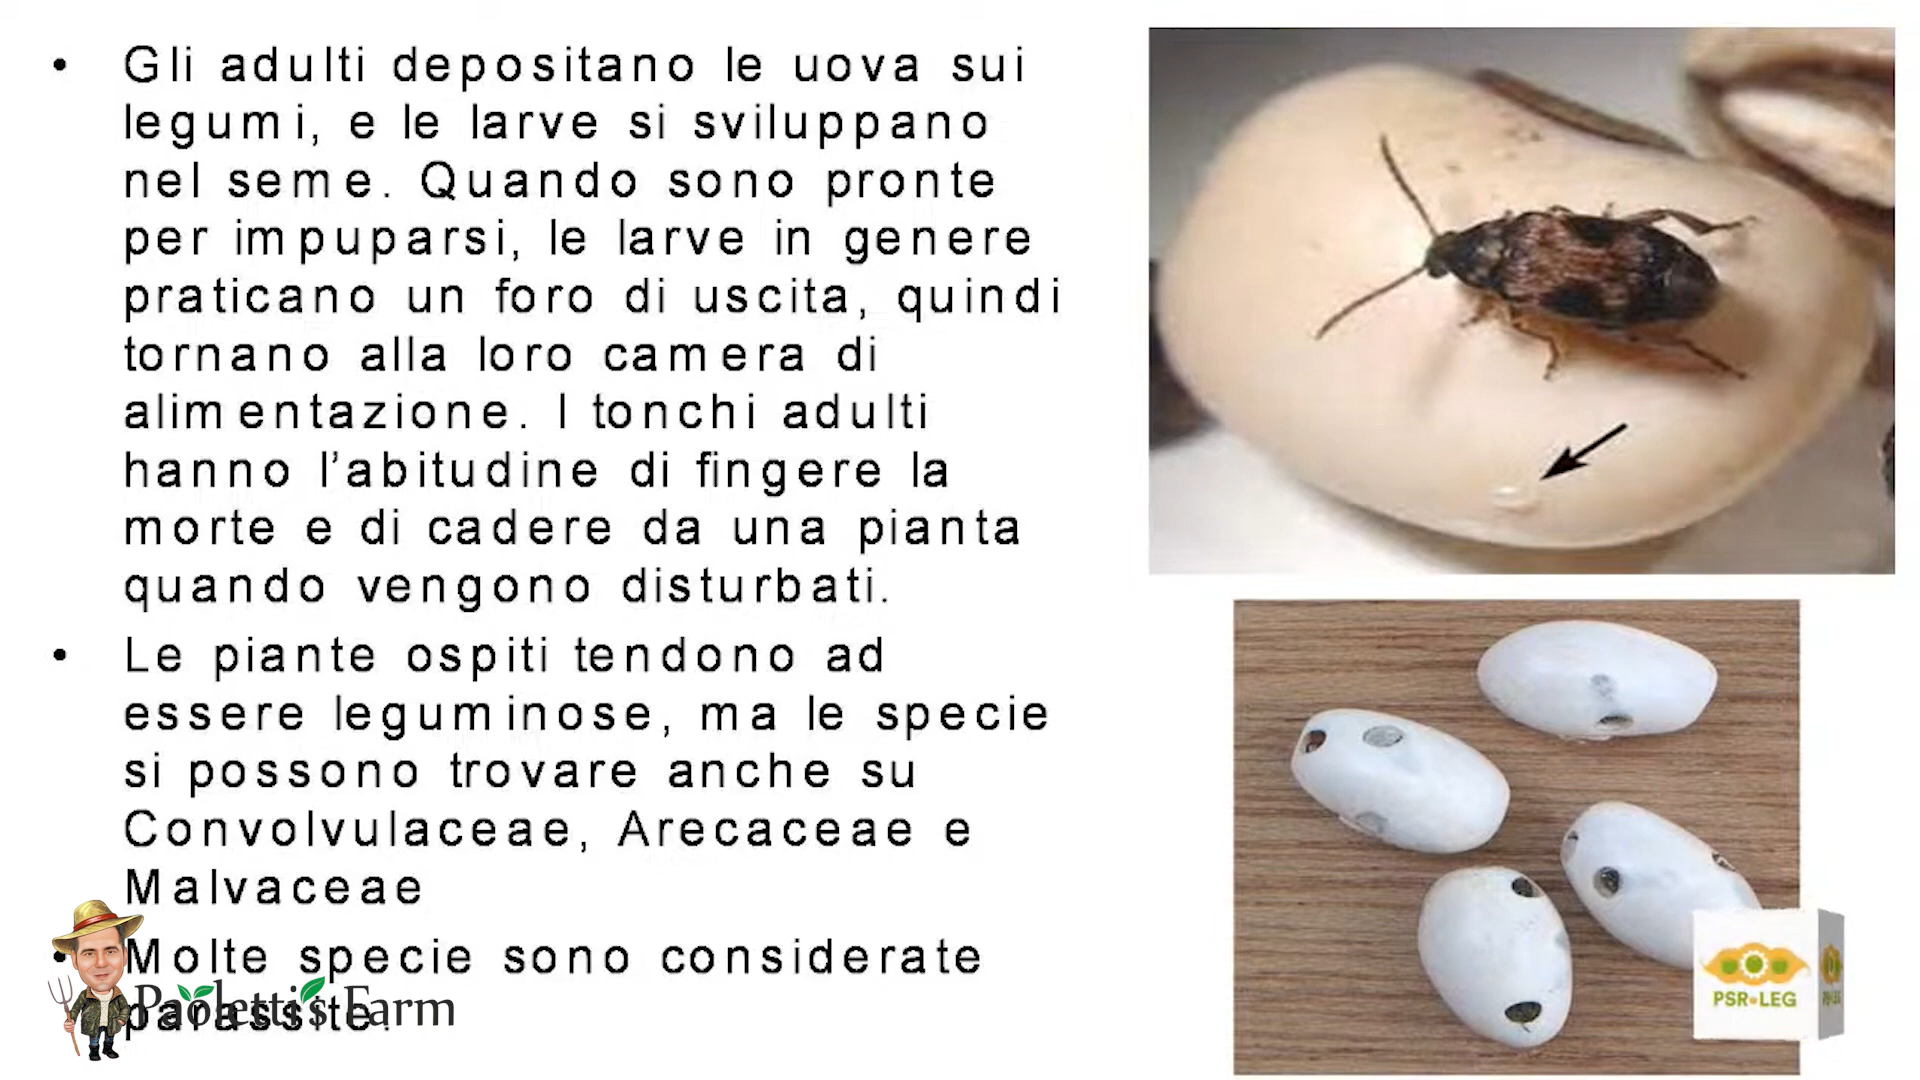 • Gli adulti depositano le uova sui
legumi, e le larve si sviluppano
nel seme. Quando sono pronte
per impuparsi, le larve in genere
praticano un foro di uscita, quindi
tornano alla loro camera di
alimentazione. I tonchi adulti
hanno l’abitudine di fingere la
morte e di cadere da una pianta
quando vengono disturbati.
• Le piante ospiti tendono ad
essere leguminose, ma le specie
si possono trovare anche su
Convolvulaceae, Arecaceae e
Malvaceae
• Molte specie sono considerate
parassite.
Paoletti's Farm
PSR•LEG